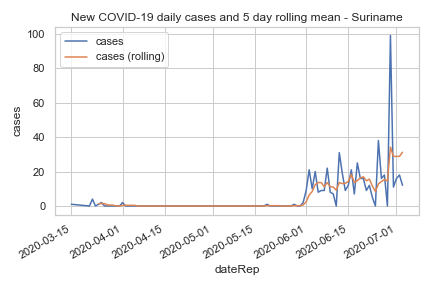 New COVID-19 daily cases and 5 day rolling mean - Suriname
cases
cases (rolling)
100
80
60
40
20
0
cases
2020-03-15
2020-04-01
2020-04-15
2020-05-01
2020-05-15
2020-06-01
2020-06-15
2020-07-01
dateRep